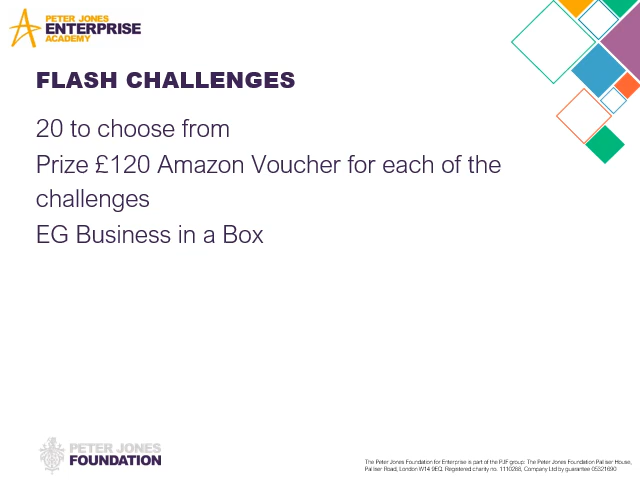 PETER JONES
ENTERPRISE
ACADEMY
FLASH CHALLENGES
20 to choose from
Prize £120 Amazon Voucher for each of the
challenges
EG Business in a Box
PETER JONES
FOUNDATION
The Peter Jones Foundation for Enterprise is part of the PJF group: The Peter Jones Foundation Palliser House,
Palliser Road, London W14 9EQ. Registered charity no. 1110288, Company Ltd by guarantee 05321690